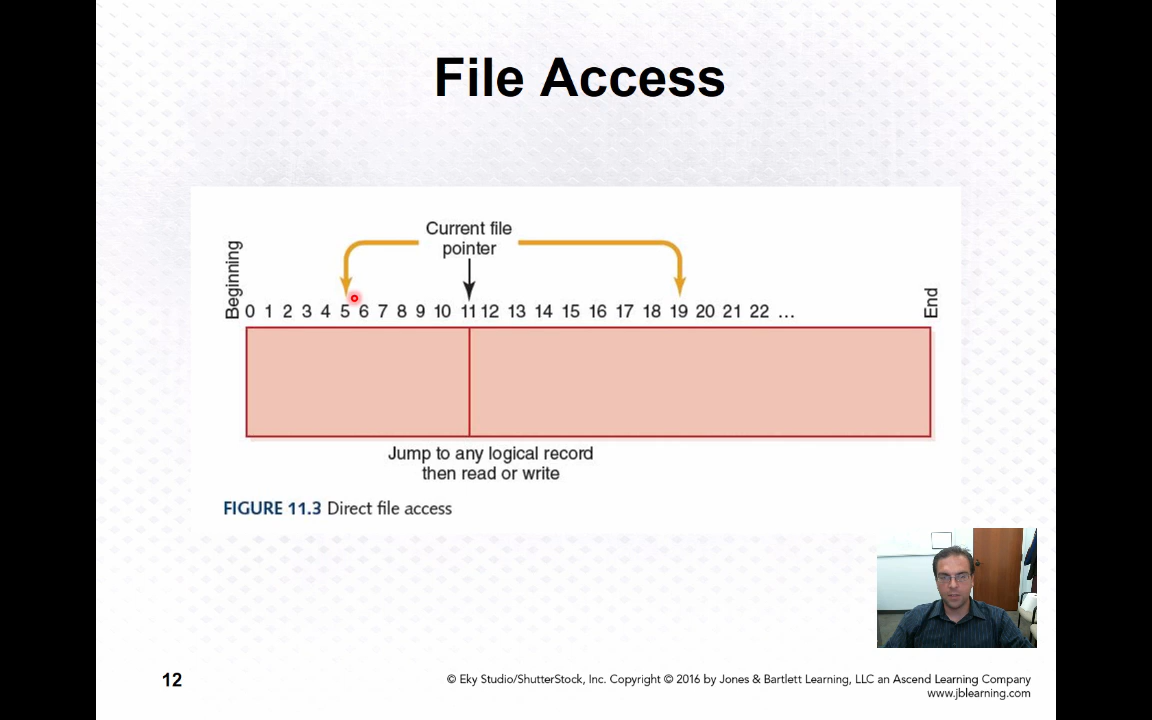 File Access
Current file
pointer
Beginning
0 1 2 3 4 5 6 7 8 9 10 11 12 13 14 15 16 17 18 19 20 21 22 ...
End
Jump to any logical record
then read or write
FIGURE 11.3 Direct file access
12
© Eky Studio/ShutterStock, Inc. Copyright © 2016 by Jones & Bartlett Learning, LLC an Ascend Learning Company
www.jblearning.com